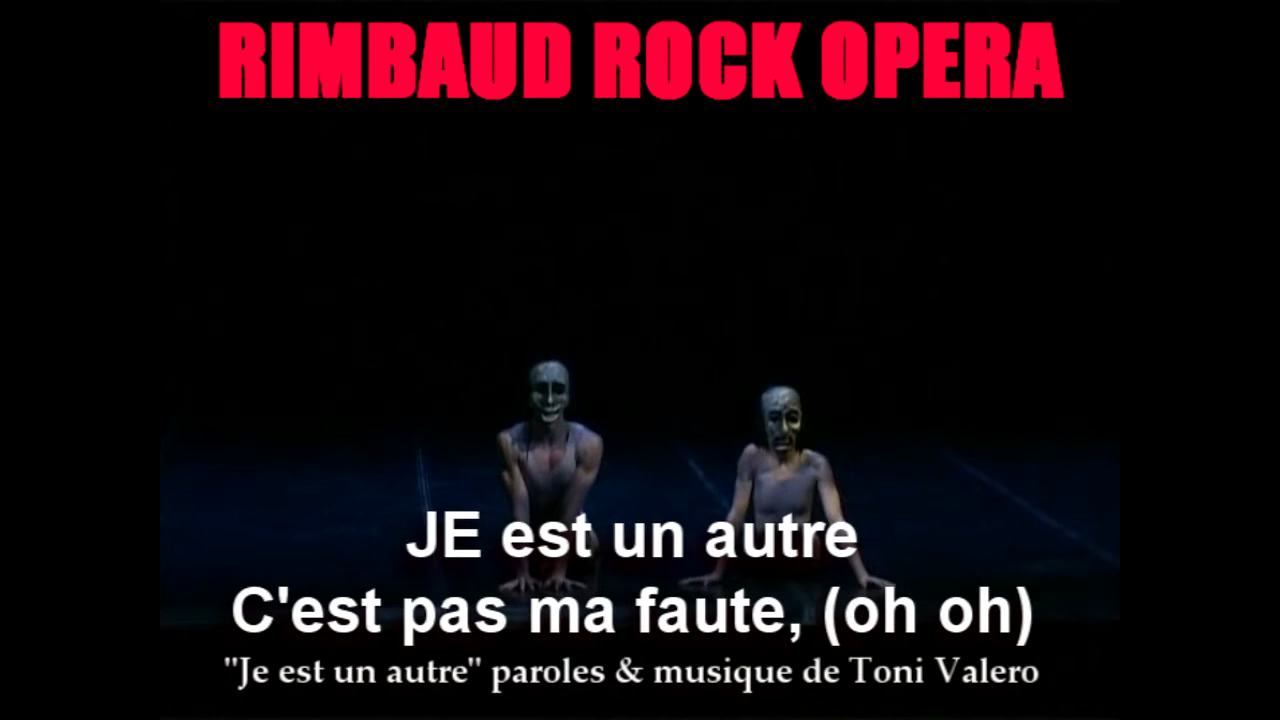 RIMBAUD ROCK OPERA
JE est un autre
C'est pas ma faute, (oh oh)
"Je est un autre" paroles & musique de Toni Valero